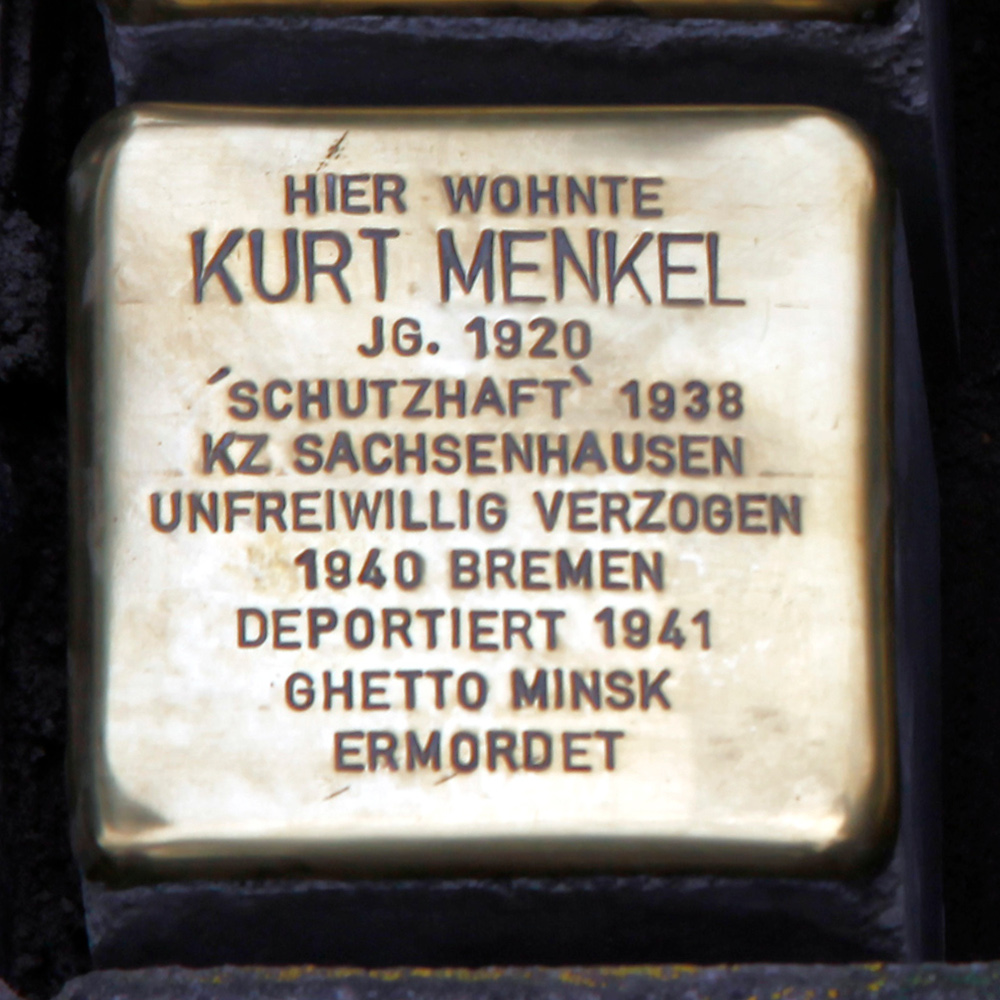 HIER WOHNTE
KURT MENKEL
JG. 1920
´SCHUTZHAFT` 1938
KZ SACHSENHAUSEN
UNFREIWILLIG VERZOGEN
1940 BREMEN
DEPORTIERT 1941
GHETTO MINSK
ERMORDET